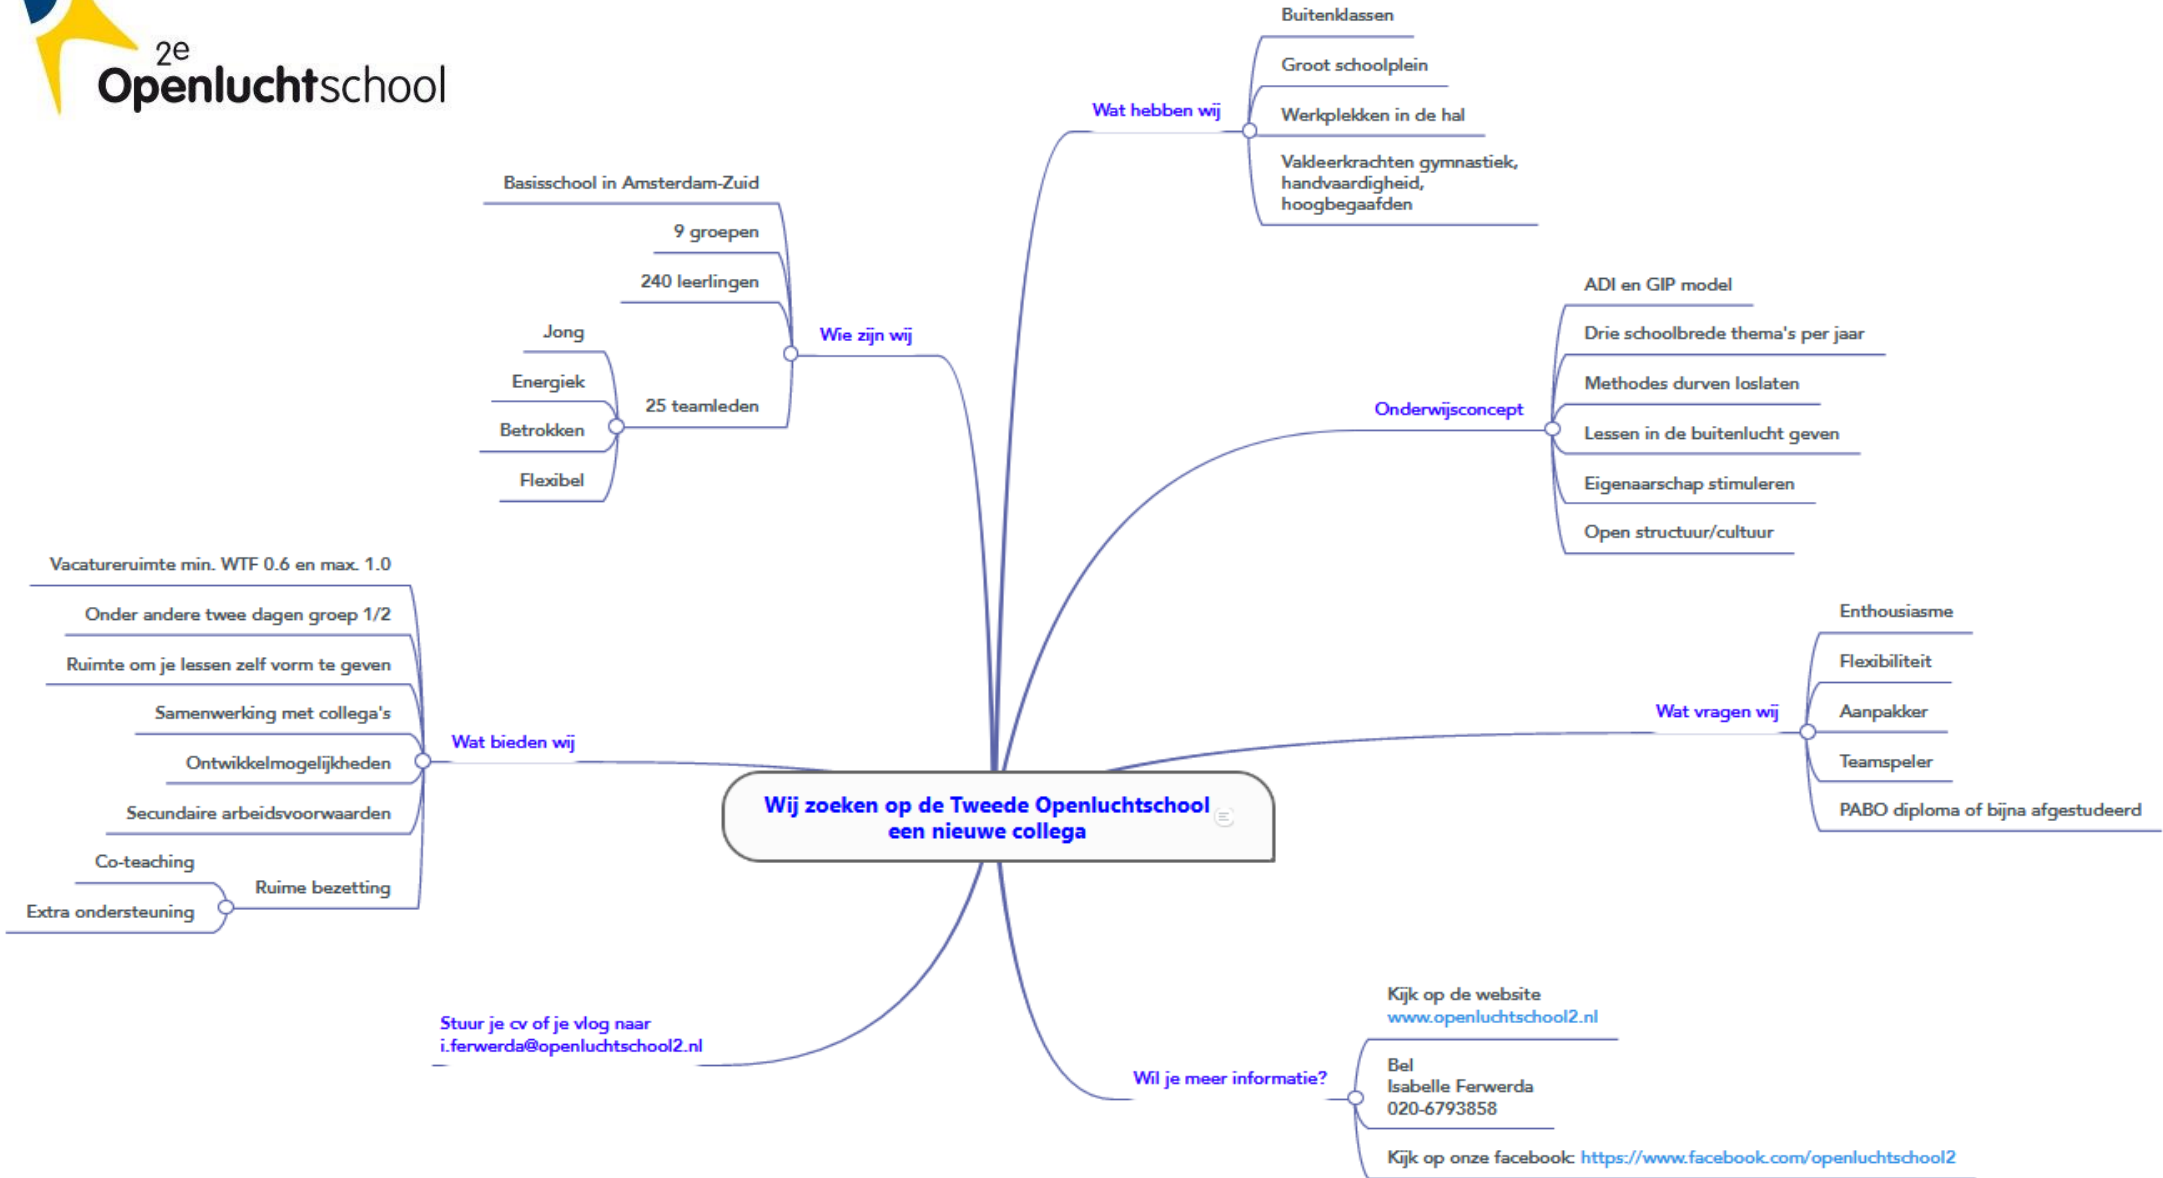 2e
Openluchtschool
Buitenklassen
Groot schoolplein
Wat hebben wij
Werkplekken in de hal
Vakleerkrachten gymnastiek,
handvaardigheid,
hoogbegaafden
Basisschool in Amsterdam-Zuid
9 groepen
240 leerlingen
Wie zijn wij
Jong
Energiek
25 teamleden
Betrokken
Flexibel
ADI en GIP model
Drie schoolbrede thema's per jaar
Methodes durven loslaten
Onderwijsconcept
Lessen in de buitenlucht geven
Eigenaarschap stimuleren
Open structuur/cultuur
Vacatureruimte min. WTF 0.6 en max. 1.0
Onder andere twee dagen groep 1/2
Ruimte om je lessen zelf vorm te geven
Samenwerking met collega's
Wat bieden wij
Ontwikkelmogelijkheden
Secundaire arbeidsvoorwaarden
Co-teaching
Ruime bezetting
Extra ondersteuning
Enthousiasme
Flexibiliteit
Wat vragen wij
Aanpakker
Teamspeler
PABO diploma of bijna afgestudeerd
Wij zoeken op de Tweede Openluchtschool
een nieuwe collega
Stuur je cv of je vlog naar
i.ferwerda@openluchtschool2.nl
Kijk op de website
www.openluchtschool2.nl
Wil je meer informatie?
Bel
Isabelle Ferwerda
020-6793858
Kijk op onze facebook: https://www.facebook.com/openluchtschool2